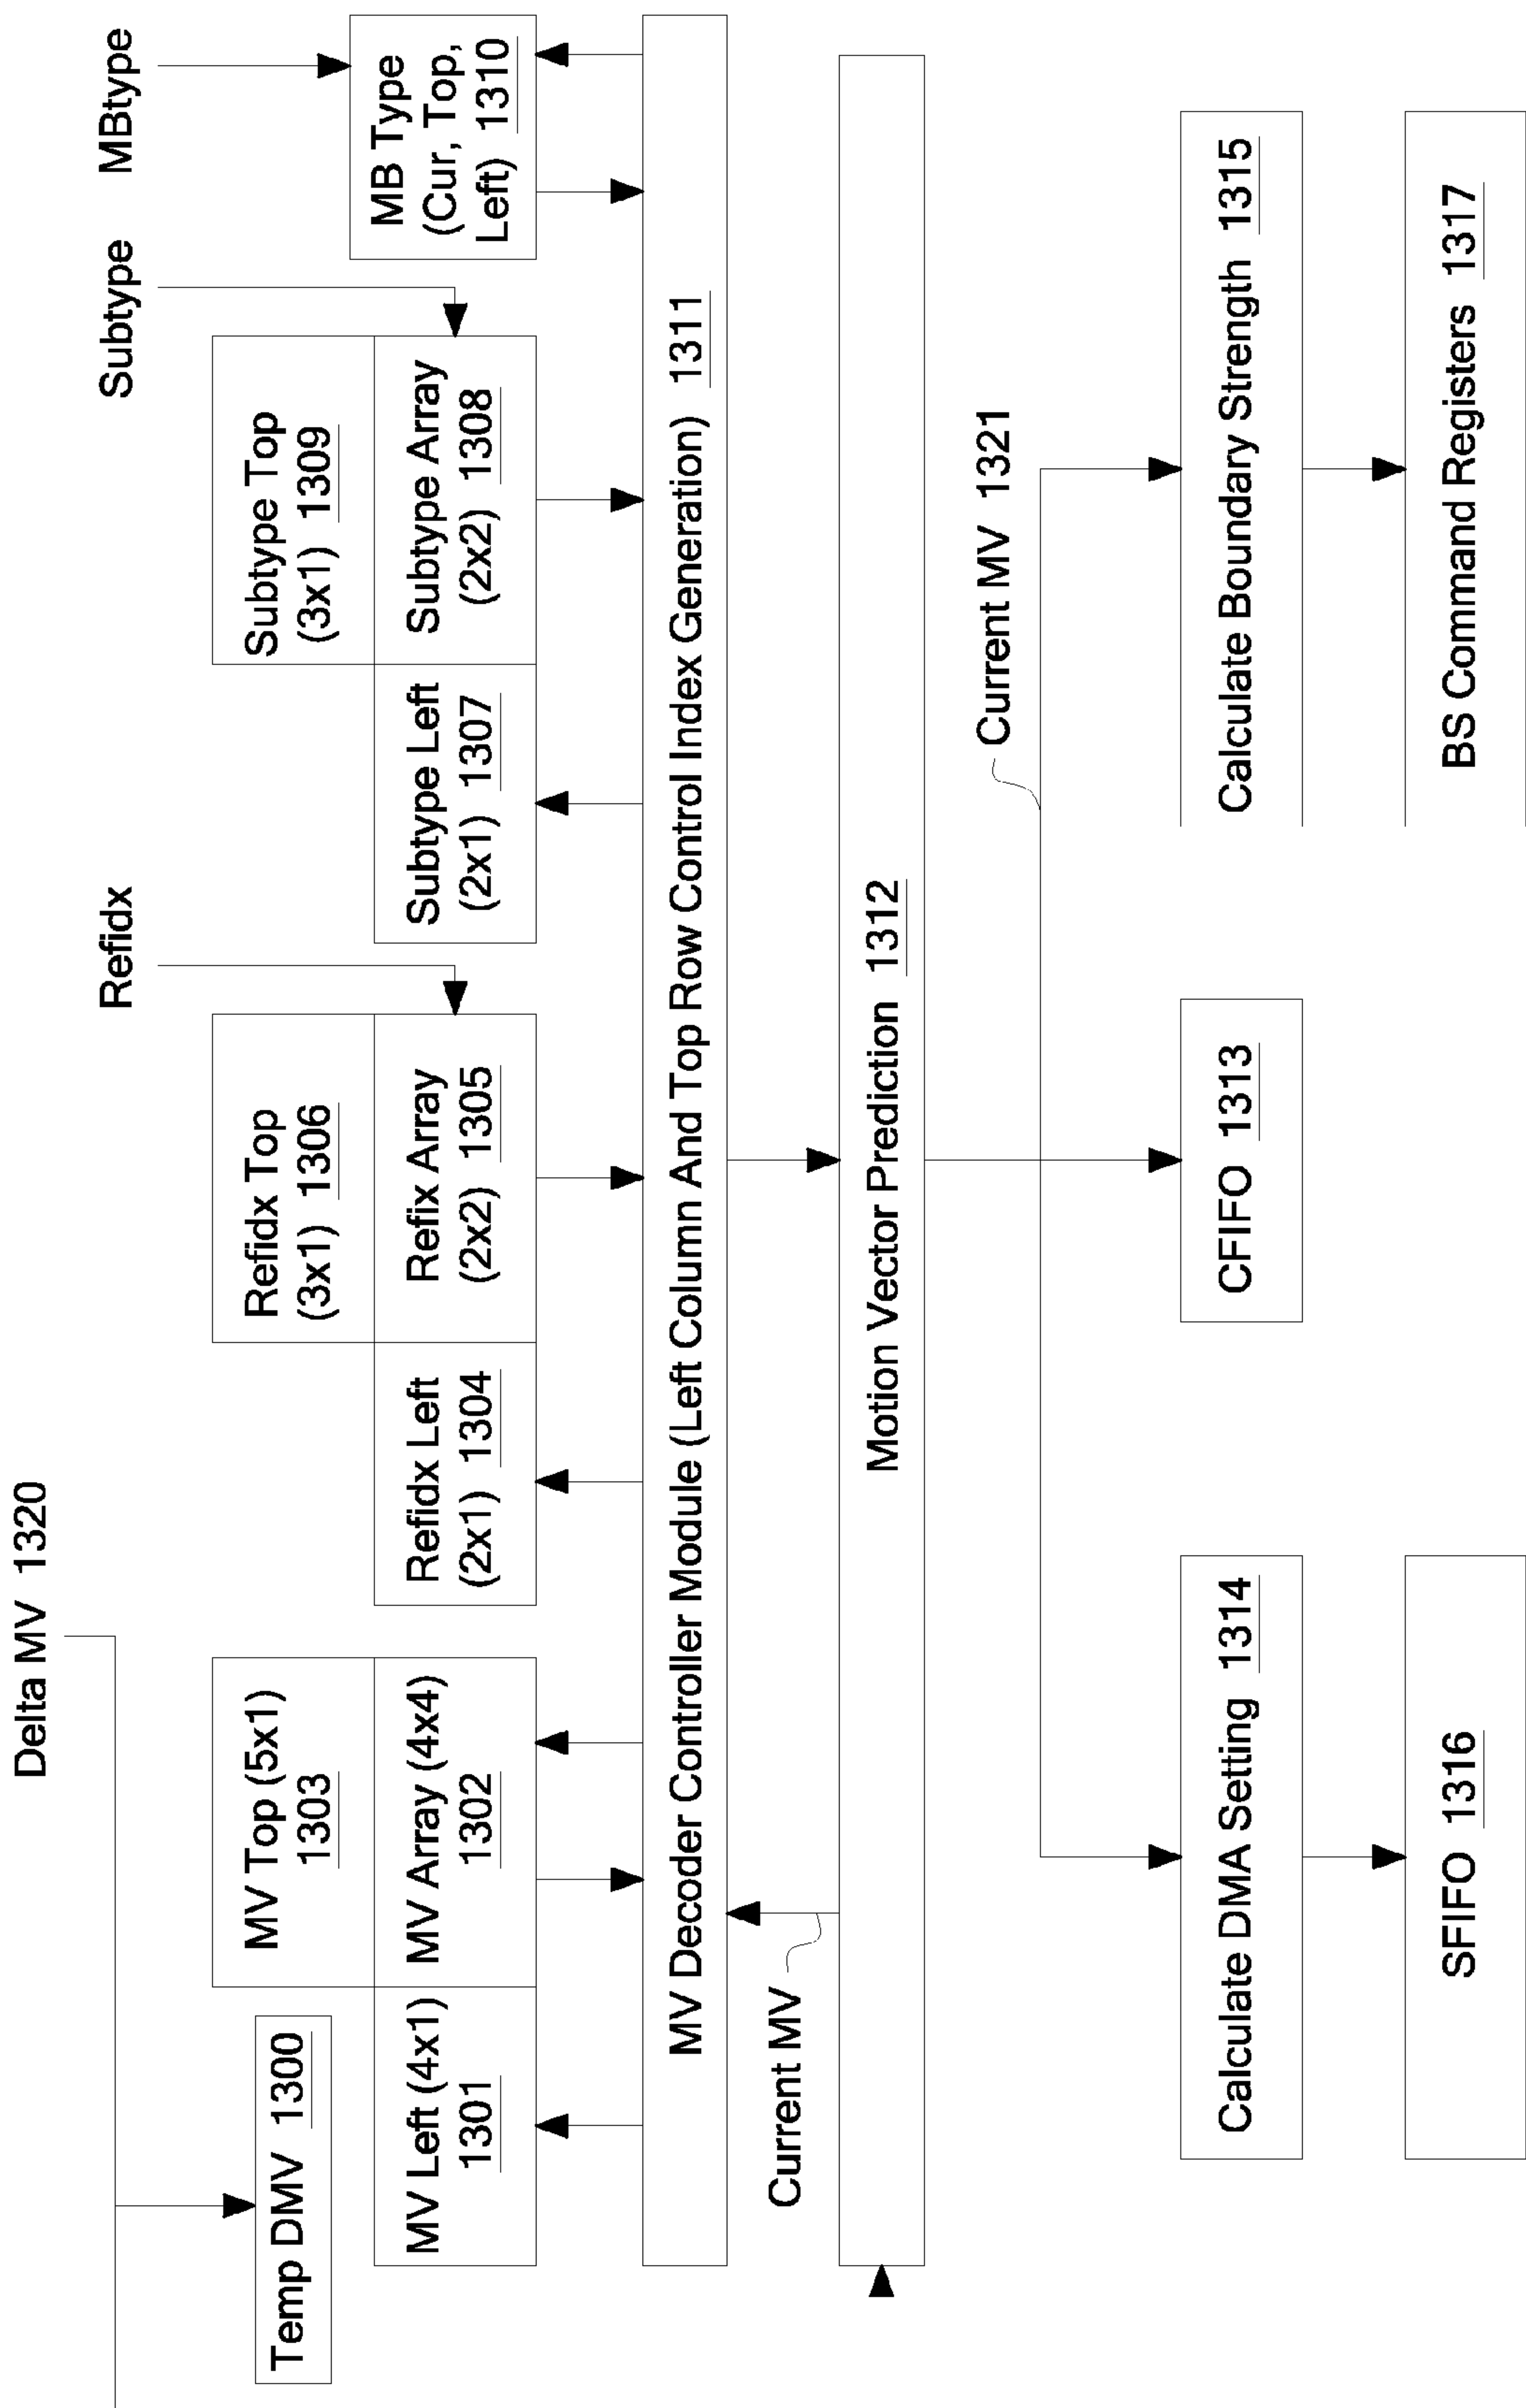 Delta MV 1320
Refidx
Subtype
MBtype
Temp DMV 1300
MV Top (5x1)
1303
MV Left (4x1)
1301
MV Array (4x4)
1302
Refidx Top
(3x1) 1306
Refidx Left
(2x1) 1304
Refix Array
(2x2) 1305
Subtype Top
(3x1) 1309
Subtype Left
(2x1) 1307
Subtype Array
(2x2) 1308
MB Type
(Cur, Top,
Left) 1310
MV Decoder Controller Module (Left Column And Top Row Control Index Generation) 1311
Current MV
Motion Vector Prediction 1312
Current MV 1321
Calculate DMA Setting 1314
CFIFO 1313
Calculate Boundary Strength 1315
SFIFO 1316
BS Command Registers 1317